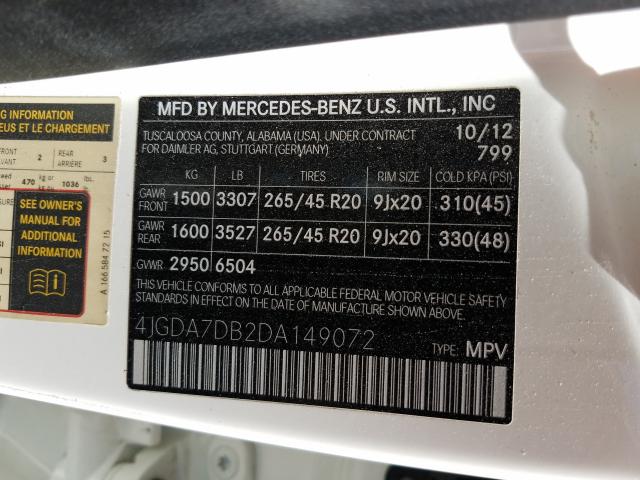 G INFORMATION
EUS ET LE CHARGEMENT
FRONT 2 REAR 3
AVANT ARRIÈRE
470 kg or 1036 lbs.
SEE OWNER'S
MANUAL FOR
ADDITIONAL
INFORMATION
A 166 584 72 15
MFD BY MERCEDES-BENZ U.S. INTL., INC
TUSCALOOSA COUNTY, ALABAMA (USA), UNDER CONTRACT 10/12
FOR DAIMLER AG, STUTTGART (GERMANY) 799
KG LB TIRES RIM SIZE COLD KPA (PSI)
GAWR FRONT 1500 3307 265/45 R20 9Jx20 310(45)
GAWR REAR 1600 3527 265/45 R20 9Jx20 330(48)
GVWR 2950 6504
THIS VEHICLE CONFORMS TO ALL APPLICABLE FEDERAL MOTOR VEHICLE SAFETY
STANDARDS IN EFFECT ON THE DATE OF MANUFACTURE SHOWN ABOVE.
4JGDA7DB2DA149072
TYPE: MPV